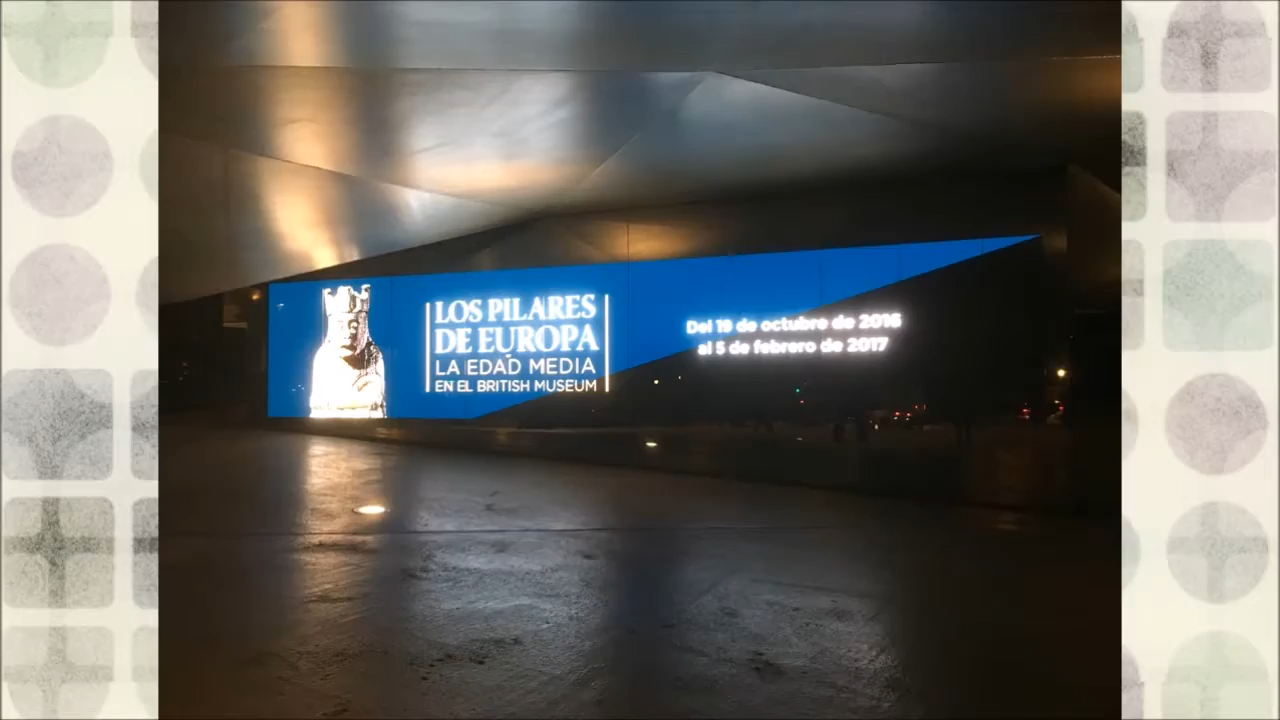 LOS PILARES
DE EUROPA
LA EDAD MEDIA
EN EL BRITISH MUSEUM
Del 19 de octubre de 2016
al 5 de febrero de 2017